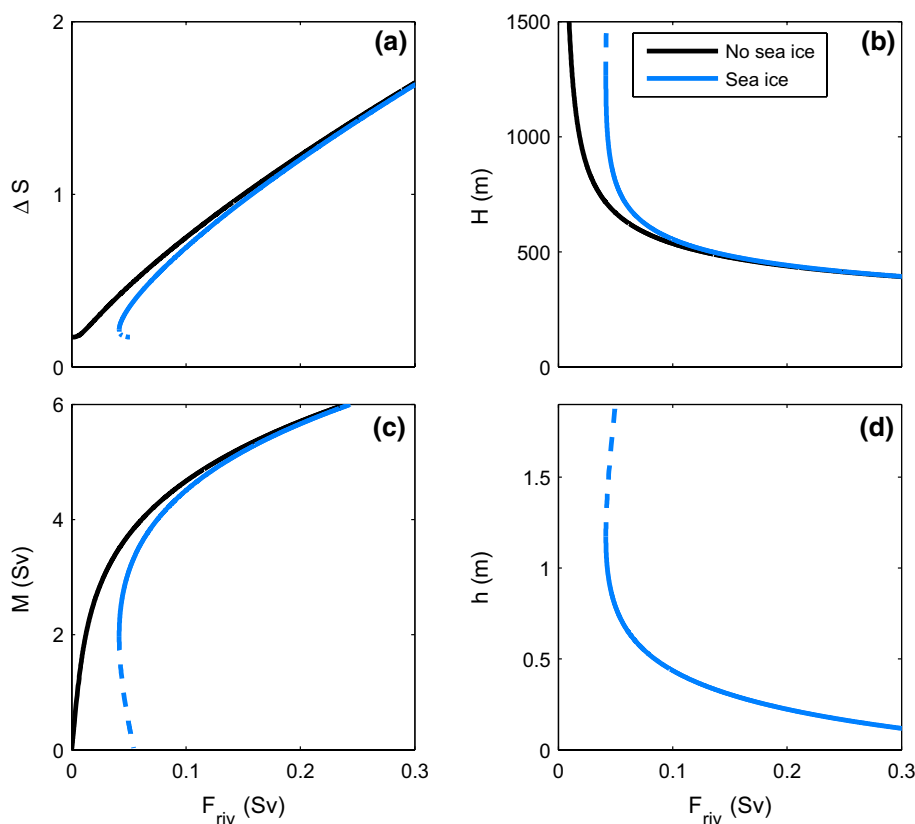 (a)
2
1
0
Δ S
(b)
1500
1000
500
0
H (m)
No sea ice
Sea ice
(c)
6
4
2
0
M (Sv)
0 0.1 0.2 0.3
F_riv (Sv)
(d)
1.5
1
0.5
0
h (m)
0 0.1 0.2 0.3
F_riv (Sv)